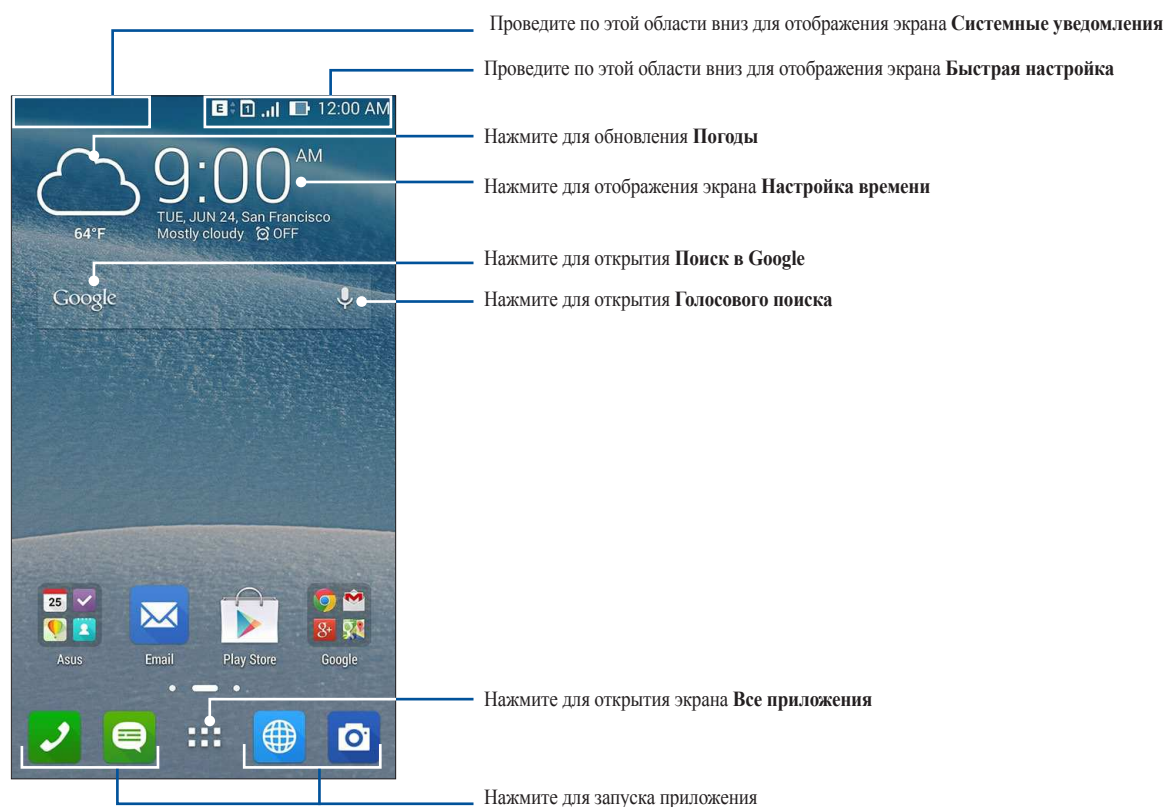 Проведите по этой области вниз для отображения экрана Системные уведомления
Проведите по этой области вниз для отображения экрана Быстрая настройка
E 1 12:00 AM
Нажмите для обновления Погоды
9:00 AM
Нажмите для отображения экрана Настройка времени
TUE, JUN 24, San Francisco
64°F
Mostly cloudy OFF
Нажмите для открытия Поиск в Google
Google
Нажмите для открытия Голосового поиска
25
8+
Asus
Email
Play Store
Google
Нажмите для открытия экрана Все приложения
Нажмите для запуска приложения